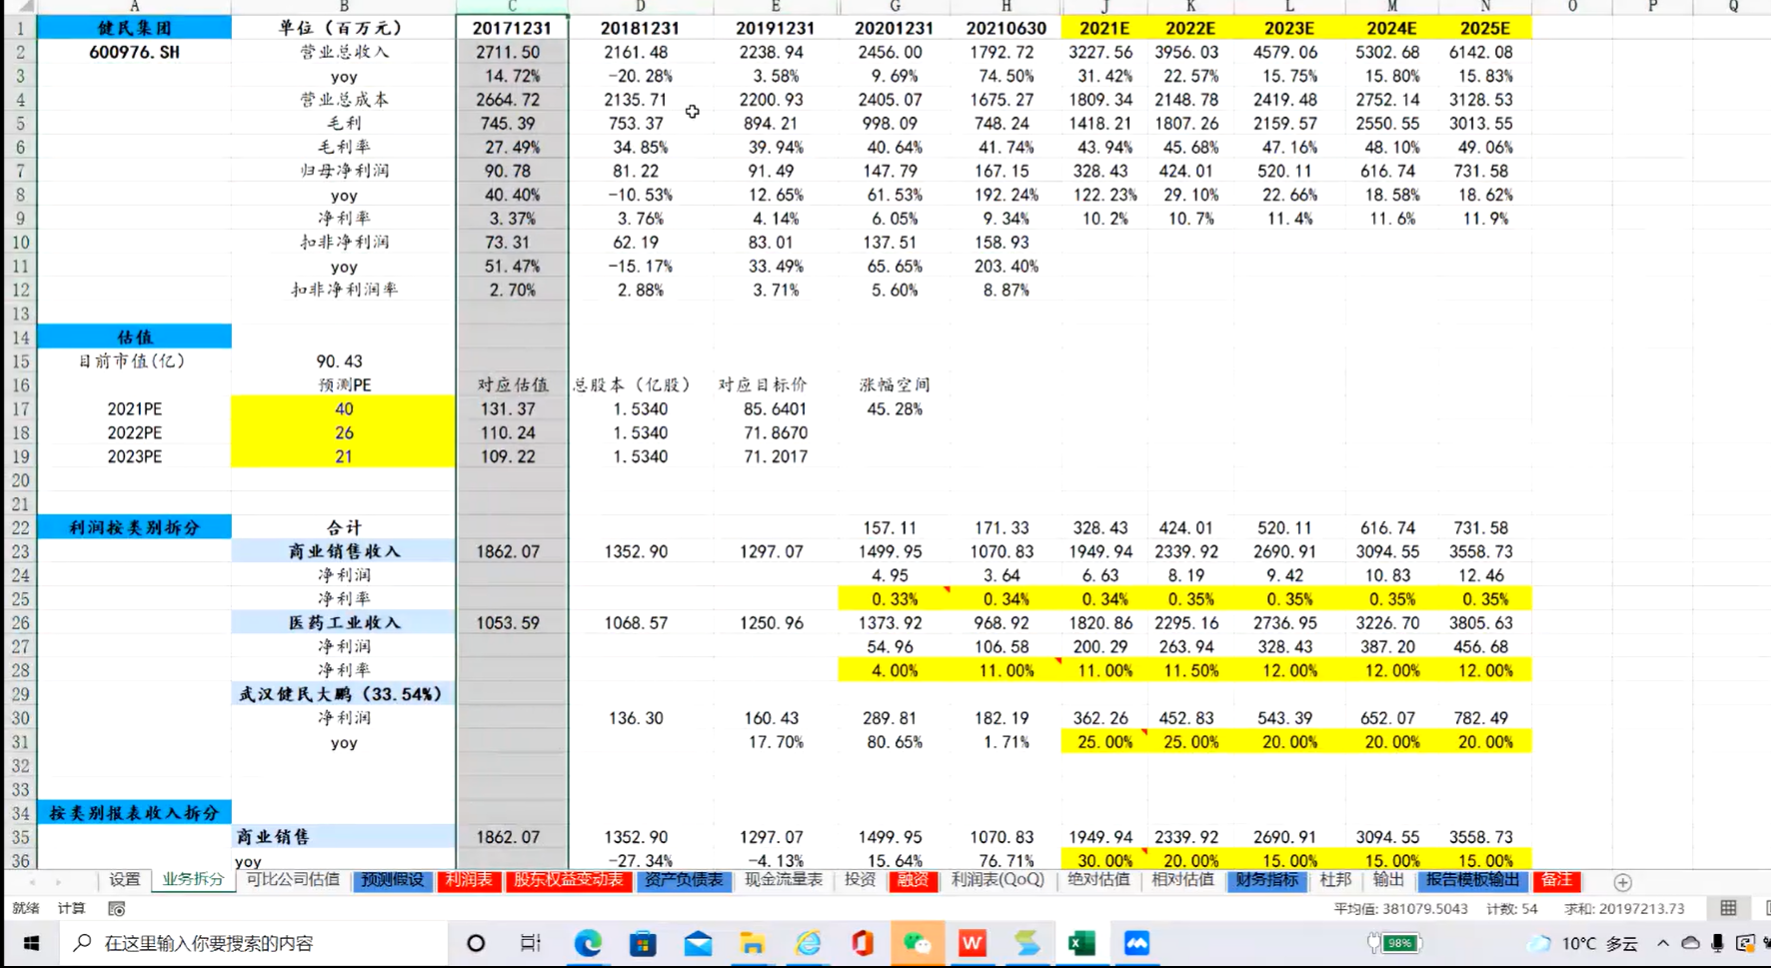 A B C D E G H J K L M N O P Q
1 健民集团 单位（百万元） 20171231 20181231 20191231 20201231 20210630 2021E 2022E 2023E 2024E 2025E
2 600976.SH 营业总收入 2711.50 2161.48 2238.94 2456.00 1792.72 3227.56 3956.03 4579.06 5302.68 6142.08
3 yoy 14.72% -20.28% 3.58% 9.69% 74.50% 31.42% 22.57% 15.75% 15.80% 15.83%
4 营业总成本 2664.72 2135.71 2200.93 2405.07 1675.27 1809.34 2148.78 2419.48 2752.14 3128.53
5 毛利 745.39 753.37 894.21 998.09 748.24 1418.21 1807.26 2159.57 2550.55 3013.55
6 毛利率 27.49% 34.85% 39.94% 40.64% 41.74% 43.94% 45.68% 47.16% 48.10% 49.06%
7 归母净利润 90.78 81.22 91.49 147.79 167.15 328.43 424.01 520.11 616.74 731.58
8 yoy 40.40% -10.53% 12.65% 61.53% 192.24% 122.23% 29.10% 22.66% 18.58% 18.62%
9 净利率 3.37% 3.76% 4.14% 6.05% 9.34% 10.2% 10.7% 11.4% 11.6% 11.9%
10 扣非净利润 73.31 62.19 83.01 137.51 158.93
11 yoy 51.47% -15.17% 33.49% 65.65% 203.40%
12 扣非净利润率 2.70% 2.88% 3.71% 5.60% 8.87%
13
14 估值
15 目前市值(亿) 90.43
16 预测PE 对应估值 总股本（亿股） 对应目标价 涨幅空间
17 2021PE 40 131.37 1.5340 85.6401 45.28%
18 2022PE 26 110.24 1.5340 71.8670
19 2023PE 21 109.22 1.5340 71.2017
20
21
22 利润按类别拆分 合计 157.11 171.33 328.43 424.01 520.11 616.74 731.58
23 商业销售收入 1862.07 1352.90 1297.07 1499.95 1070.83 1949.94 2339.92 2690.91 3094.55 3558.73
24 净利润 4.95 3.64 6.63 8.19 9.42 10.83 12.46
25 净利率 0.33% 0.34% 0.34% 0.35% 0.35% 0.35% 0.35%
26 医药工业收入 1053.59 1068.57 1250.96 1373.92 968.92 1820.86 2295.16 2736.95 3226.70 3805.63
27 净利润 54.96 106.58 200.29 263.94 328.43 387.20 456.68
28 净利率 4.00% 11.00% 11.00% 11.50% 12.00% 12.00% 12.00%
29 武汉健民大鹏（33.54%）
30 净利润 136.30 160.43 289.81 182.19 362.26 452.83 543.39 652.07 782.49
31 yoy 17.70% 80.65% 1.71% 25.00% 25.00% 20.00% 20.00% 20.00%
32
33
34 按类别报表收入拆分
35 商业销售 1862.07 1352.90 1297.07 1499.95 1070.83 1949.94 2339.92 2690.91 3094.55 3558.73
36 yoy -27.34% -4.13% 15.64% 76.71% 30.00% 20.00% 15.00% 15.00% 15.00%
设置 业务拆分 可比公司估值 预测假设 利润表 股东权益变动表 资产负债表 现金流量表 投资 融资 利润表(QoQ) 绝对估值 相对估值 财务指标 杜邦 输出 报告模板输出 备注
就绪 计算 平均值: 381079.5043 计数: 54 求和: 20197213.73
在这里输入你要搜索的内容 98% 10°C 多云